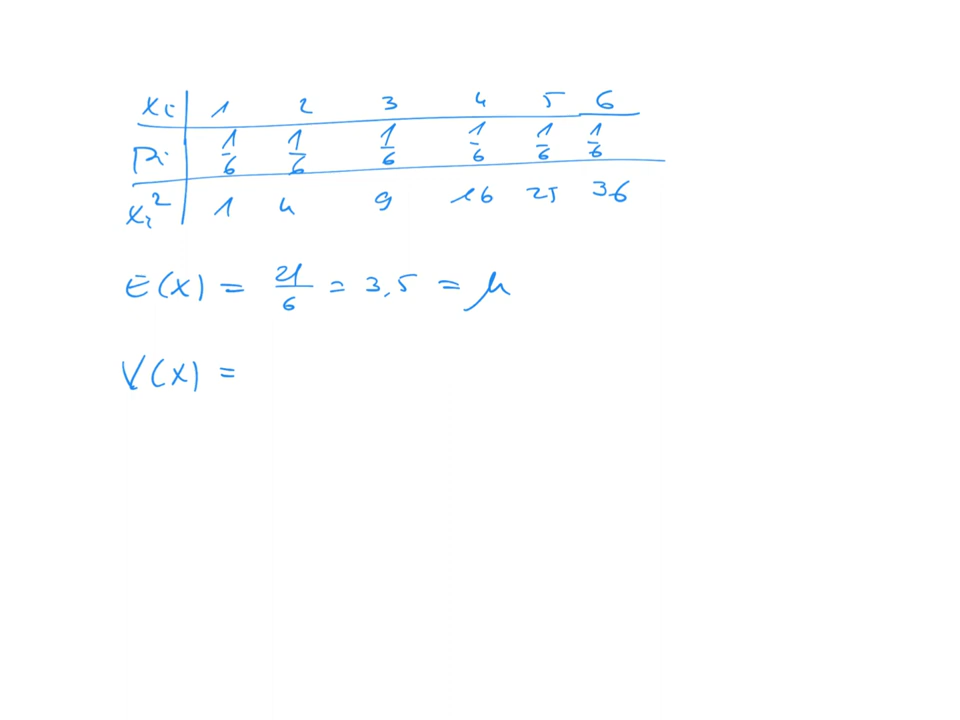 xi 1 2 3 4 5 6
pi 1/6 1/6 1/6 1/6 1/6 1/6
xi² 1 4 9 16 25 36
E(X) = 21/6 = 3,5 = μ
V(X) =